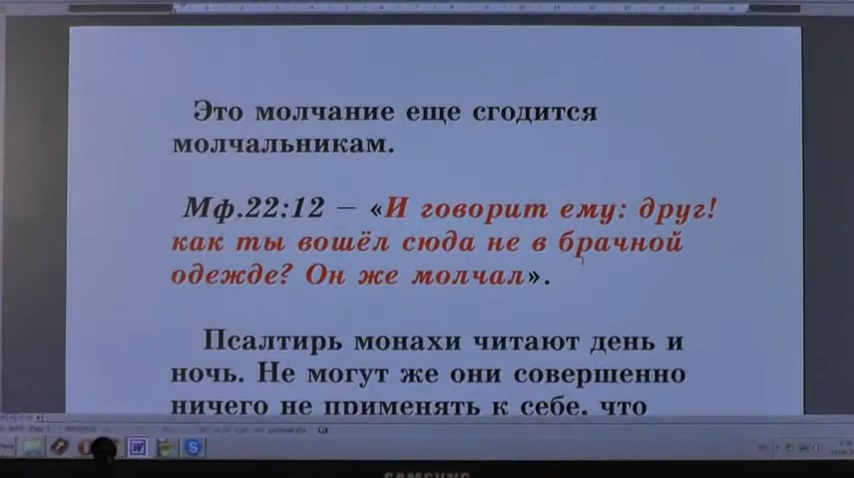 Это молчание еще сгодится
молчальникам.
Мф.22:12 – «И говорит ему: друг!
как ты вошёл сюда не в брачной
одежде? Он же молчал».
Псалтирь монахи читают день и
ночь. Не могут же они совершенно
ничего не применять к себе, что
SAMSUNG